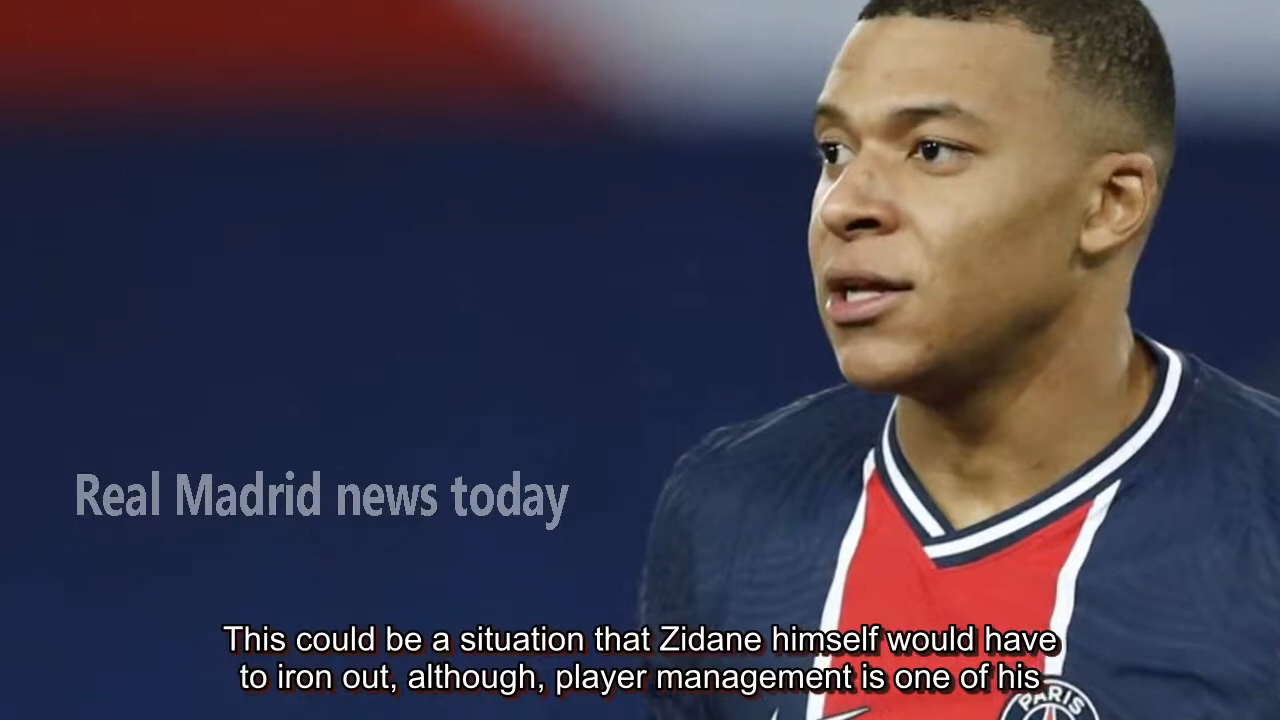 Real Madrid news today
This could be a situation that Zidane himself would have
to iron out, although, player management is one of his
PARIS